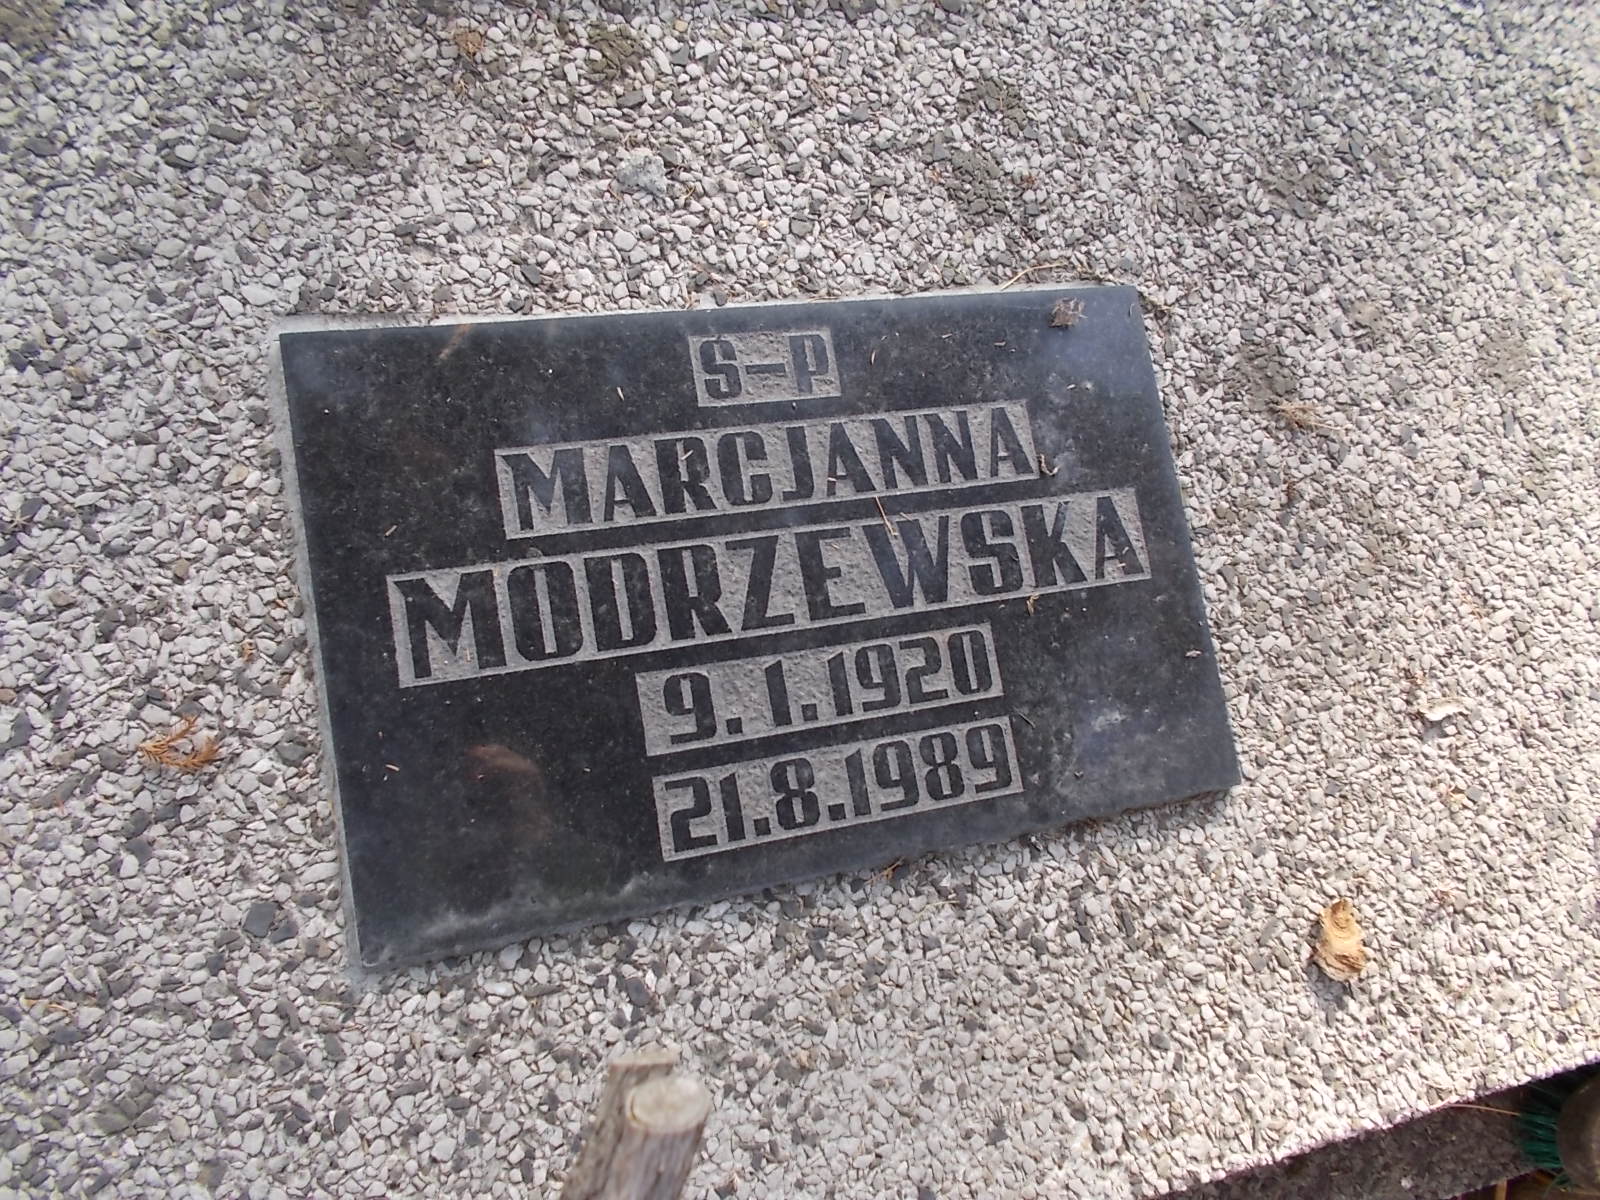 Ś-P
MARCJANNA
MODRZEWSKA
9.1.1920
21.8.1989